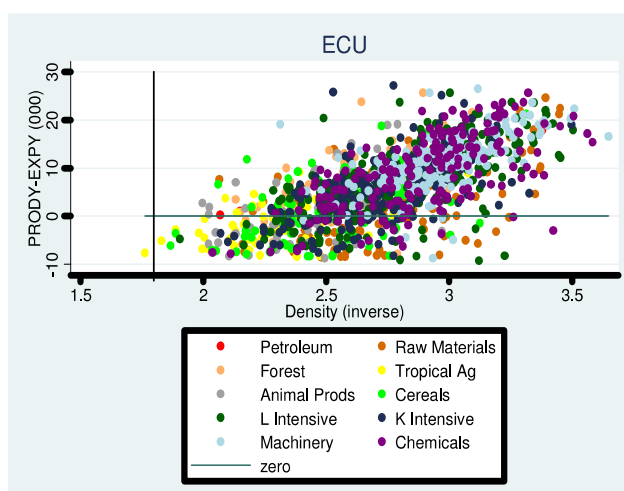 ECU
PRODY-EXPY (000)
30
20
10
0
-10
1.5 2 2.5 3 3.5
Density (inverse)
Petroleum Raw Materials
Forest Tropical Ag
Animal Prods Cereals
L Intensive K Intensive
Machinery Chemicals
zero